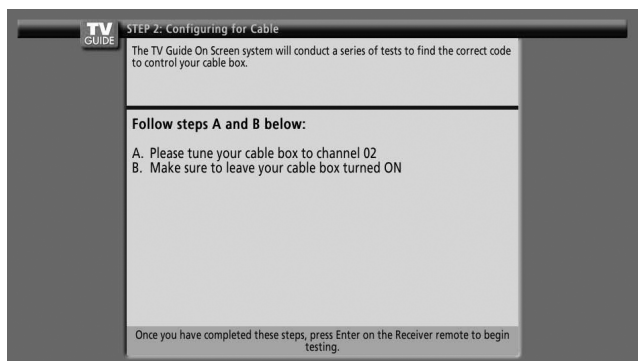 TV
GUIDE
STEP 2: Configuring for Cable
The TV Guide On Screen system will conduct a series of tests to find the correct code
to control your cable box.
Follow steps A and B below:
A. Please tune your cable box to channel 02
B. Make sure to leave your cable box turned ON
Once you have completed these steps, press Enter on the Receiver remote to begin
testing.